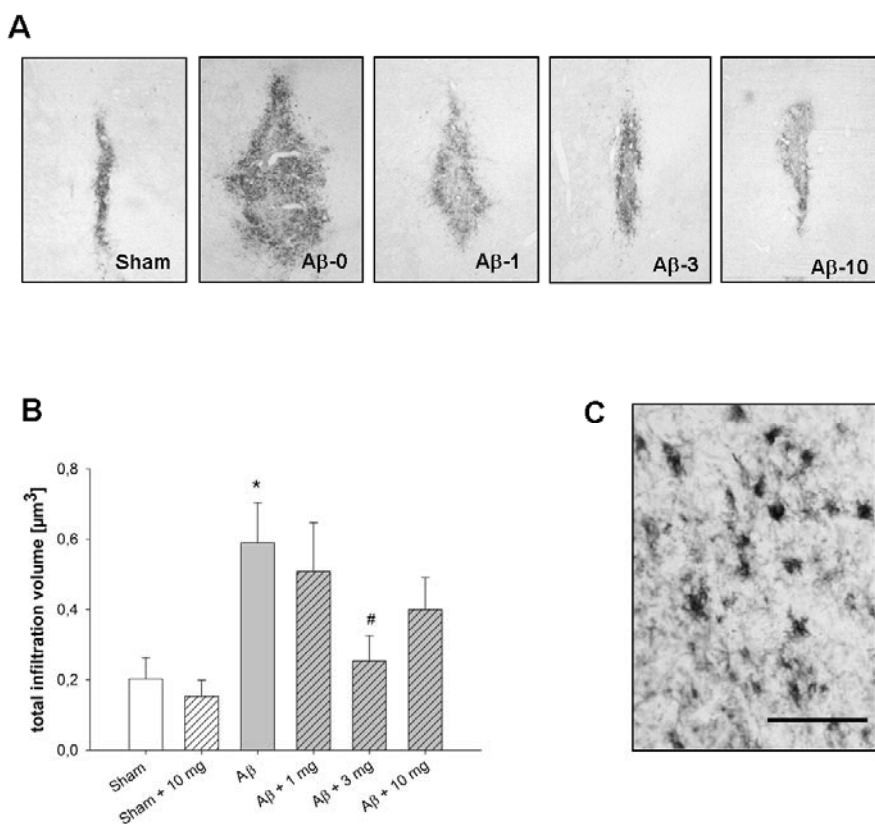 A
Sham
Aβ-0
Aβ-1
Aβ-3
Aβ-10
B
total infiltration volume [µm³]
0,8
0,6
0,4
0,2
0,0
*
#
Sham
Sham + 10 mg
Aβ
Aβ + 1 mg
Aβ + 3 mg
Aβ + 10 mg
C